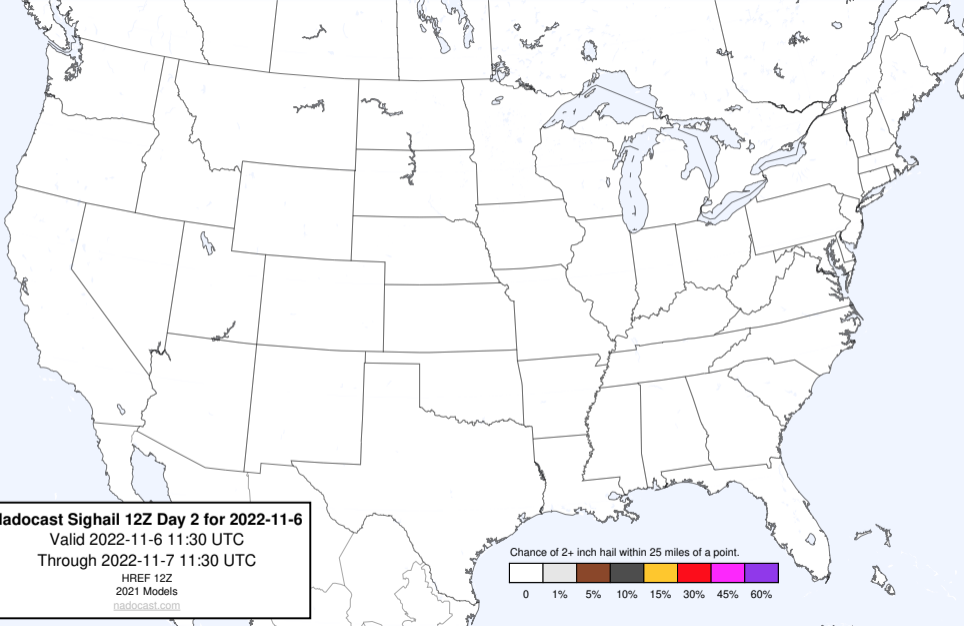 adocast Sighail 12Z Day 2 for 2022-11-6
Valid 2022-11-6 11:30 UTC
Through 2022-11-7 11:30 UTC
HREF 12Z
2021 Models
nadocast.com
Chance of 2+ inch hail within 25 miles of a point.
0 1% 5% 10% 15% 30% 45% 60%